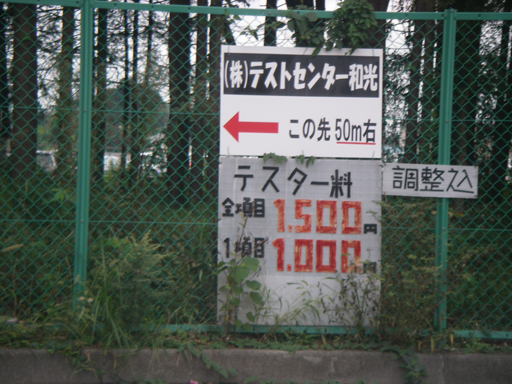 (株)テストセンター和光
この先50m右
テスター料
全項目 1.500円
1項目 1.000円
調整込